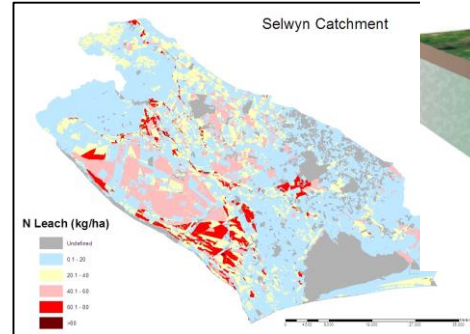 Selwyn Catchment
N Leach (kg/ha)
Undefined
0.1 - 20
20.1 - 40
40.1 - 60
60.1 - 80
>80